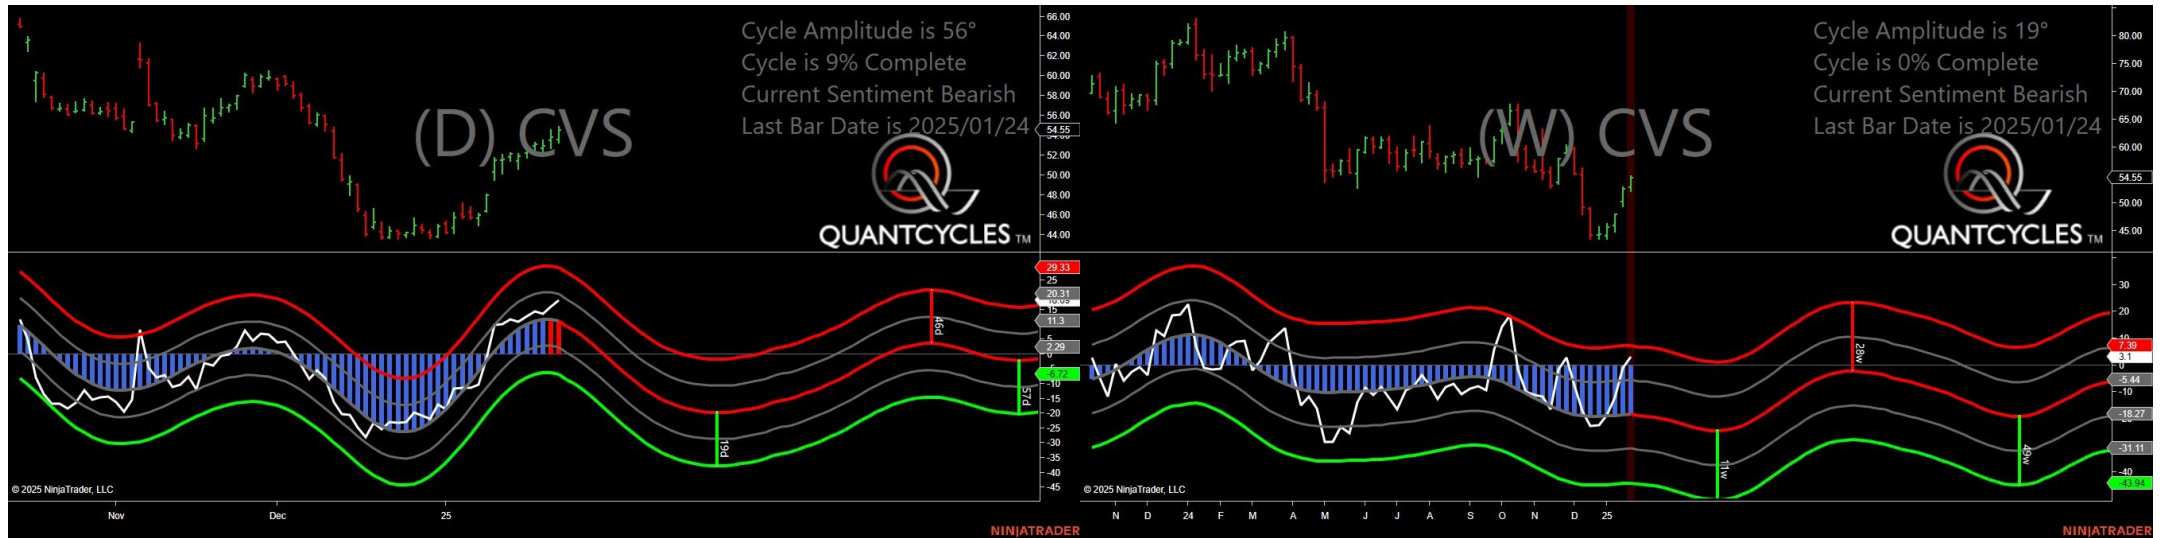 Cycle Amplitude is 56°
Cycle is 9% Complete
Current Sentiment Bearish
Last Bar Date is 2025/01/24
(D) CVS
QUANTCYCLES TM
66.00
64.00
62.00
60.00
58.00
56.00
54.55
52.00
50.00
48.00
46.00
44.00
29.33
25
20.31
15
11.3
5
2.29
-6.72
-10
-15
-20
-25
-30
-35
-40
-45
19d
46d
57d
© 2025 NinjaTrader, LLC
Nov
Dec
25
NINJATRADER
Cycle Amplitude is 19°
Cycle is 0% Complete
Current Sentiment Bearish
Last Bar Date is 2025/01/24
(W) CVS
QUANTCYCLES TM
80.00
75.00
70.00
65.00
60.00
54.55
50.00
45.00
30
20
10
7.39
3.1
0
-5.44
-10
-18.27
-31.11
-40
-43.94
11w
28w
49w
© 2025 NinjaTrader, LLC
N D 24 F M A M J J A S O N D 25
NINJATRADER